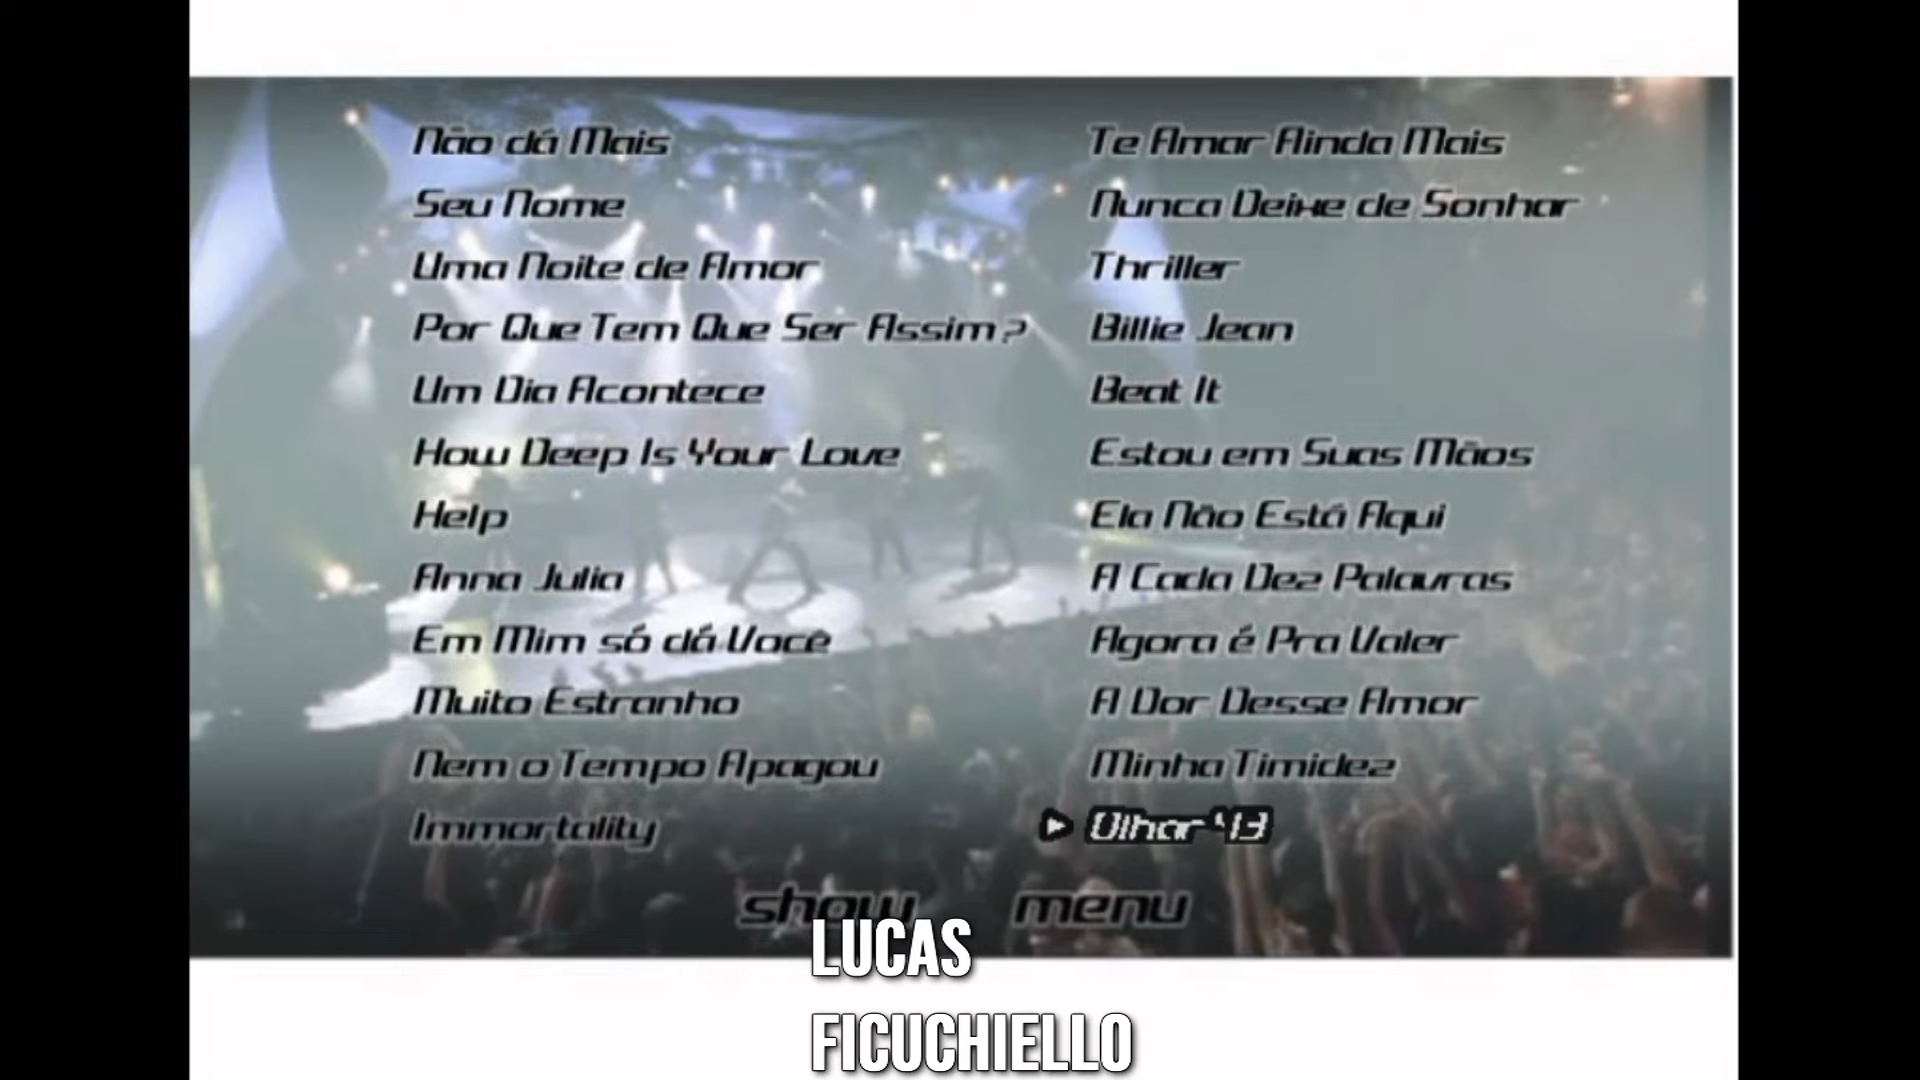 Não dá Mais
Seu Nome
Uma Noite de Amor
Por Que Tem Que Ser Assim?
Um Dia Acontece
How Deep Is Your Love
Help
Anna Julia
Em Mim só dá Você
Muito Estranho
Nem o Tempo Apagou
Immortality
Te Amar Ainda Mais
Nunca Deixe de Sonhar
Thriller
Billie Jean
Beat It
Estou em Suas Mãos
Ela Não Está Aqui
A Cada Dez Palavras
Agora é Pra Valer
A Dor Desse Amor
Minha Timidez
Olhar '43
show menu
LUCAS
FICUCHIELLO